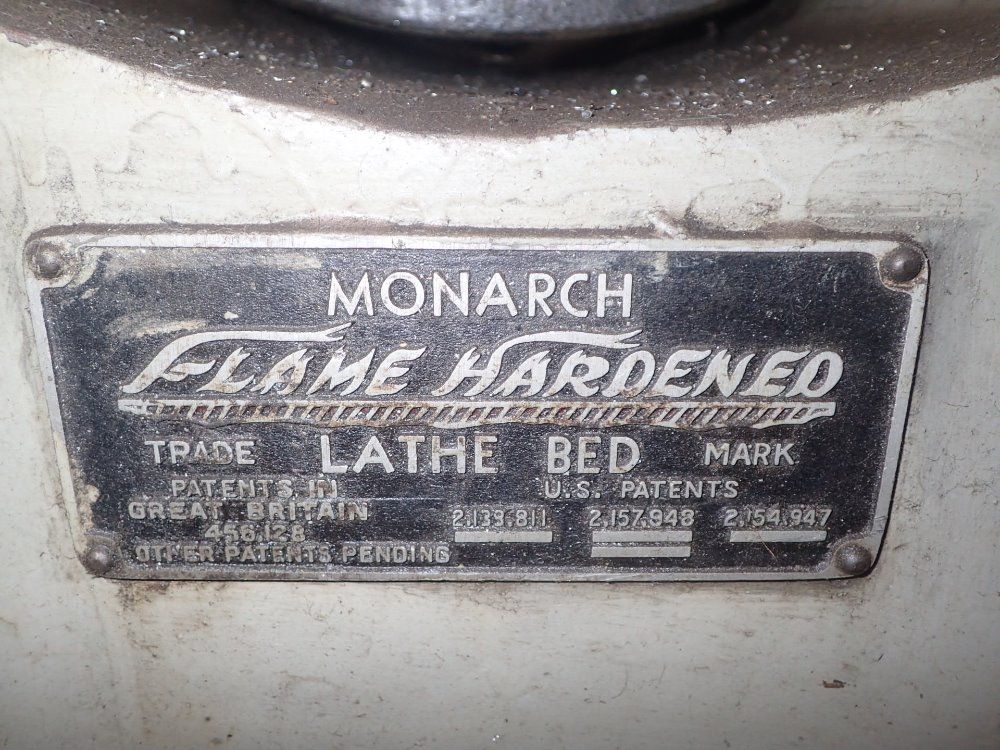 MONARCH
FLAME HARDENED
TRADE LATHE BED MARK
PATENTS IN
GREAT BRITAIN
456,128
OTHER PATENTS PENDING
U.S. PATENTS
2,139,811 2,157,948 2,154,947